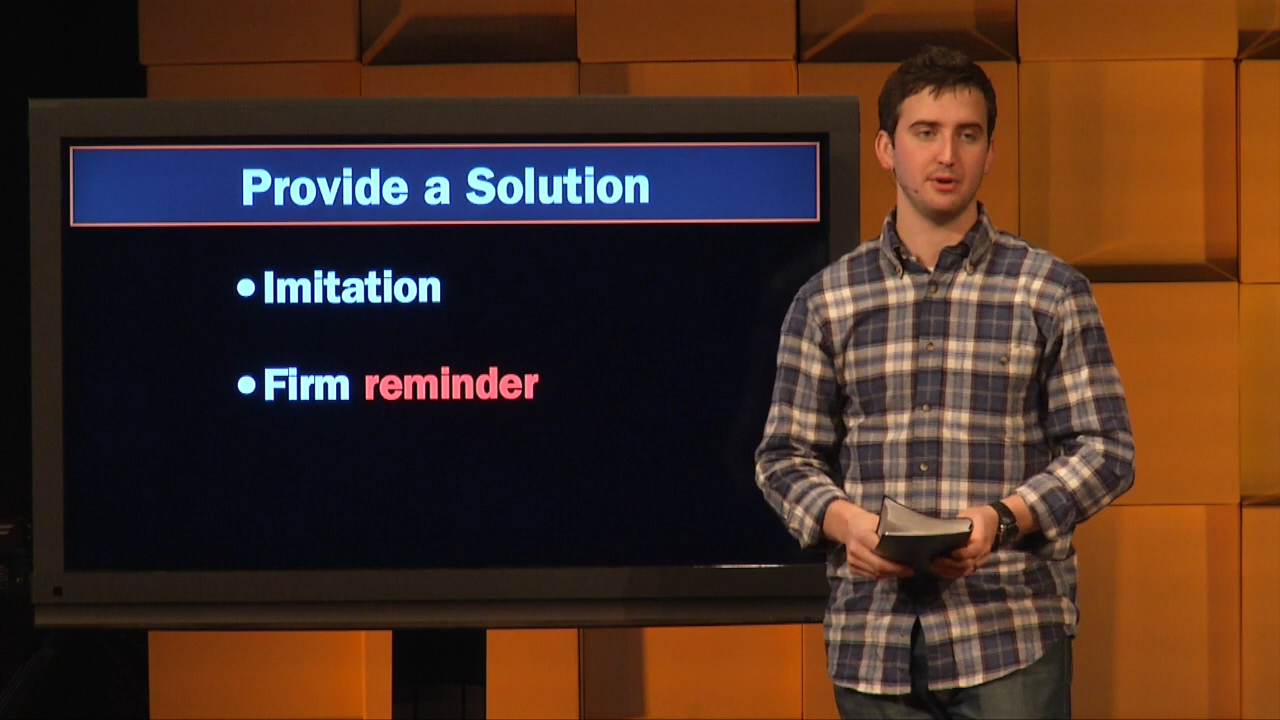 Provide a Solution
• Imitation
• Firm reminder